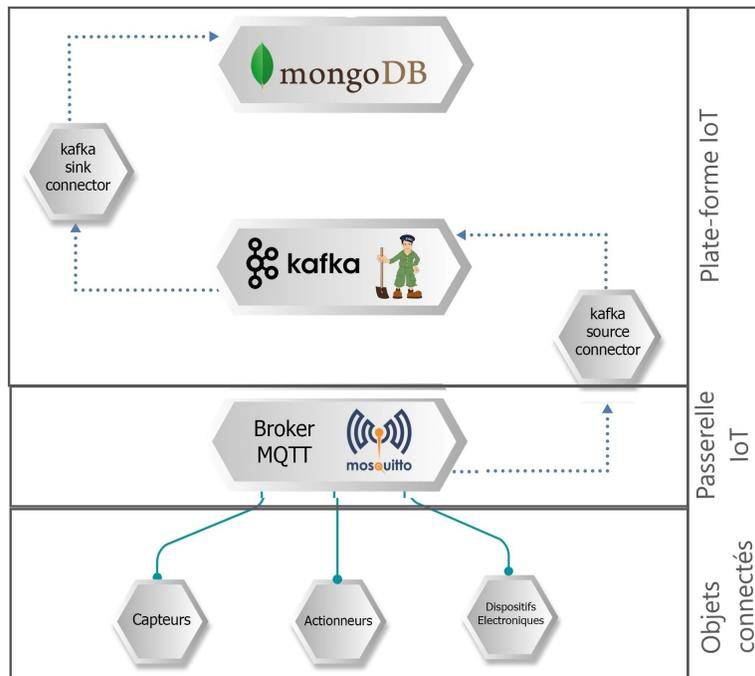 mongoDB
kafka
sink
connector
kafka
kafka
source
connector
Plate-forme IoT
Broker
MQTT
mosquitto
Passerelle
IoT
Capteurs
Actionneurs
Dispositifs
Electroniques
Objets
connectés